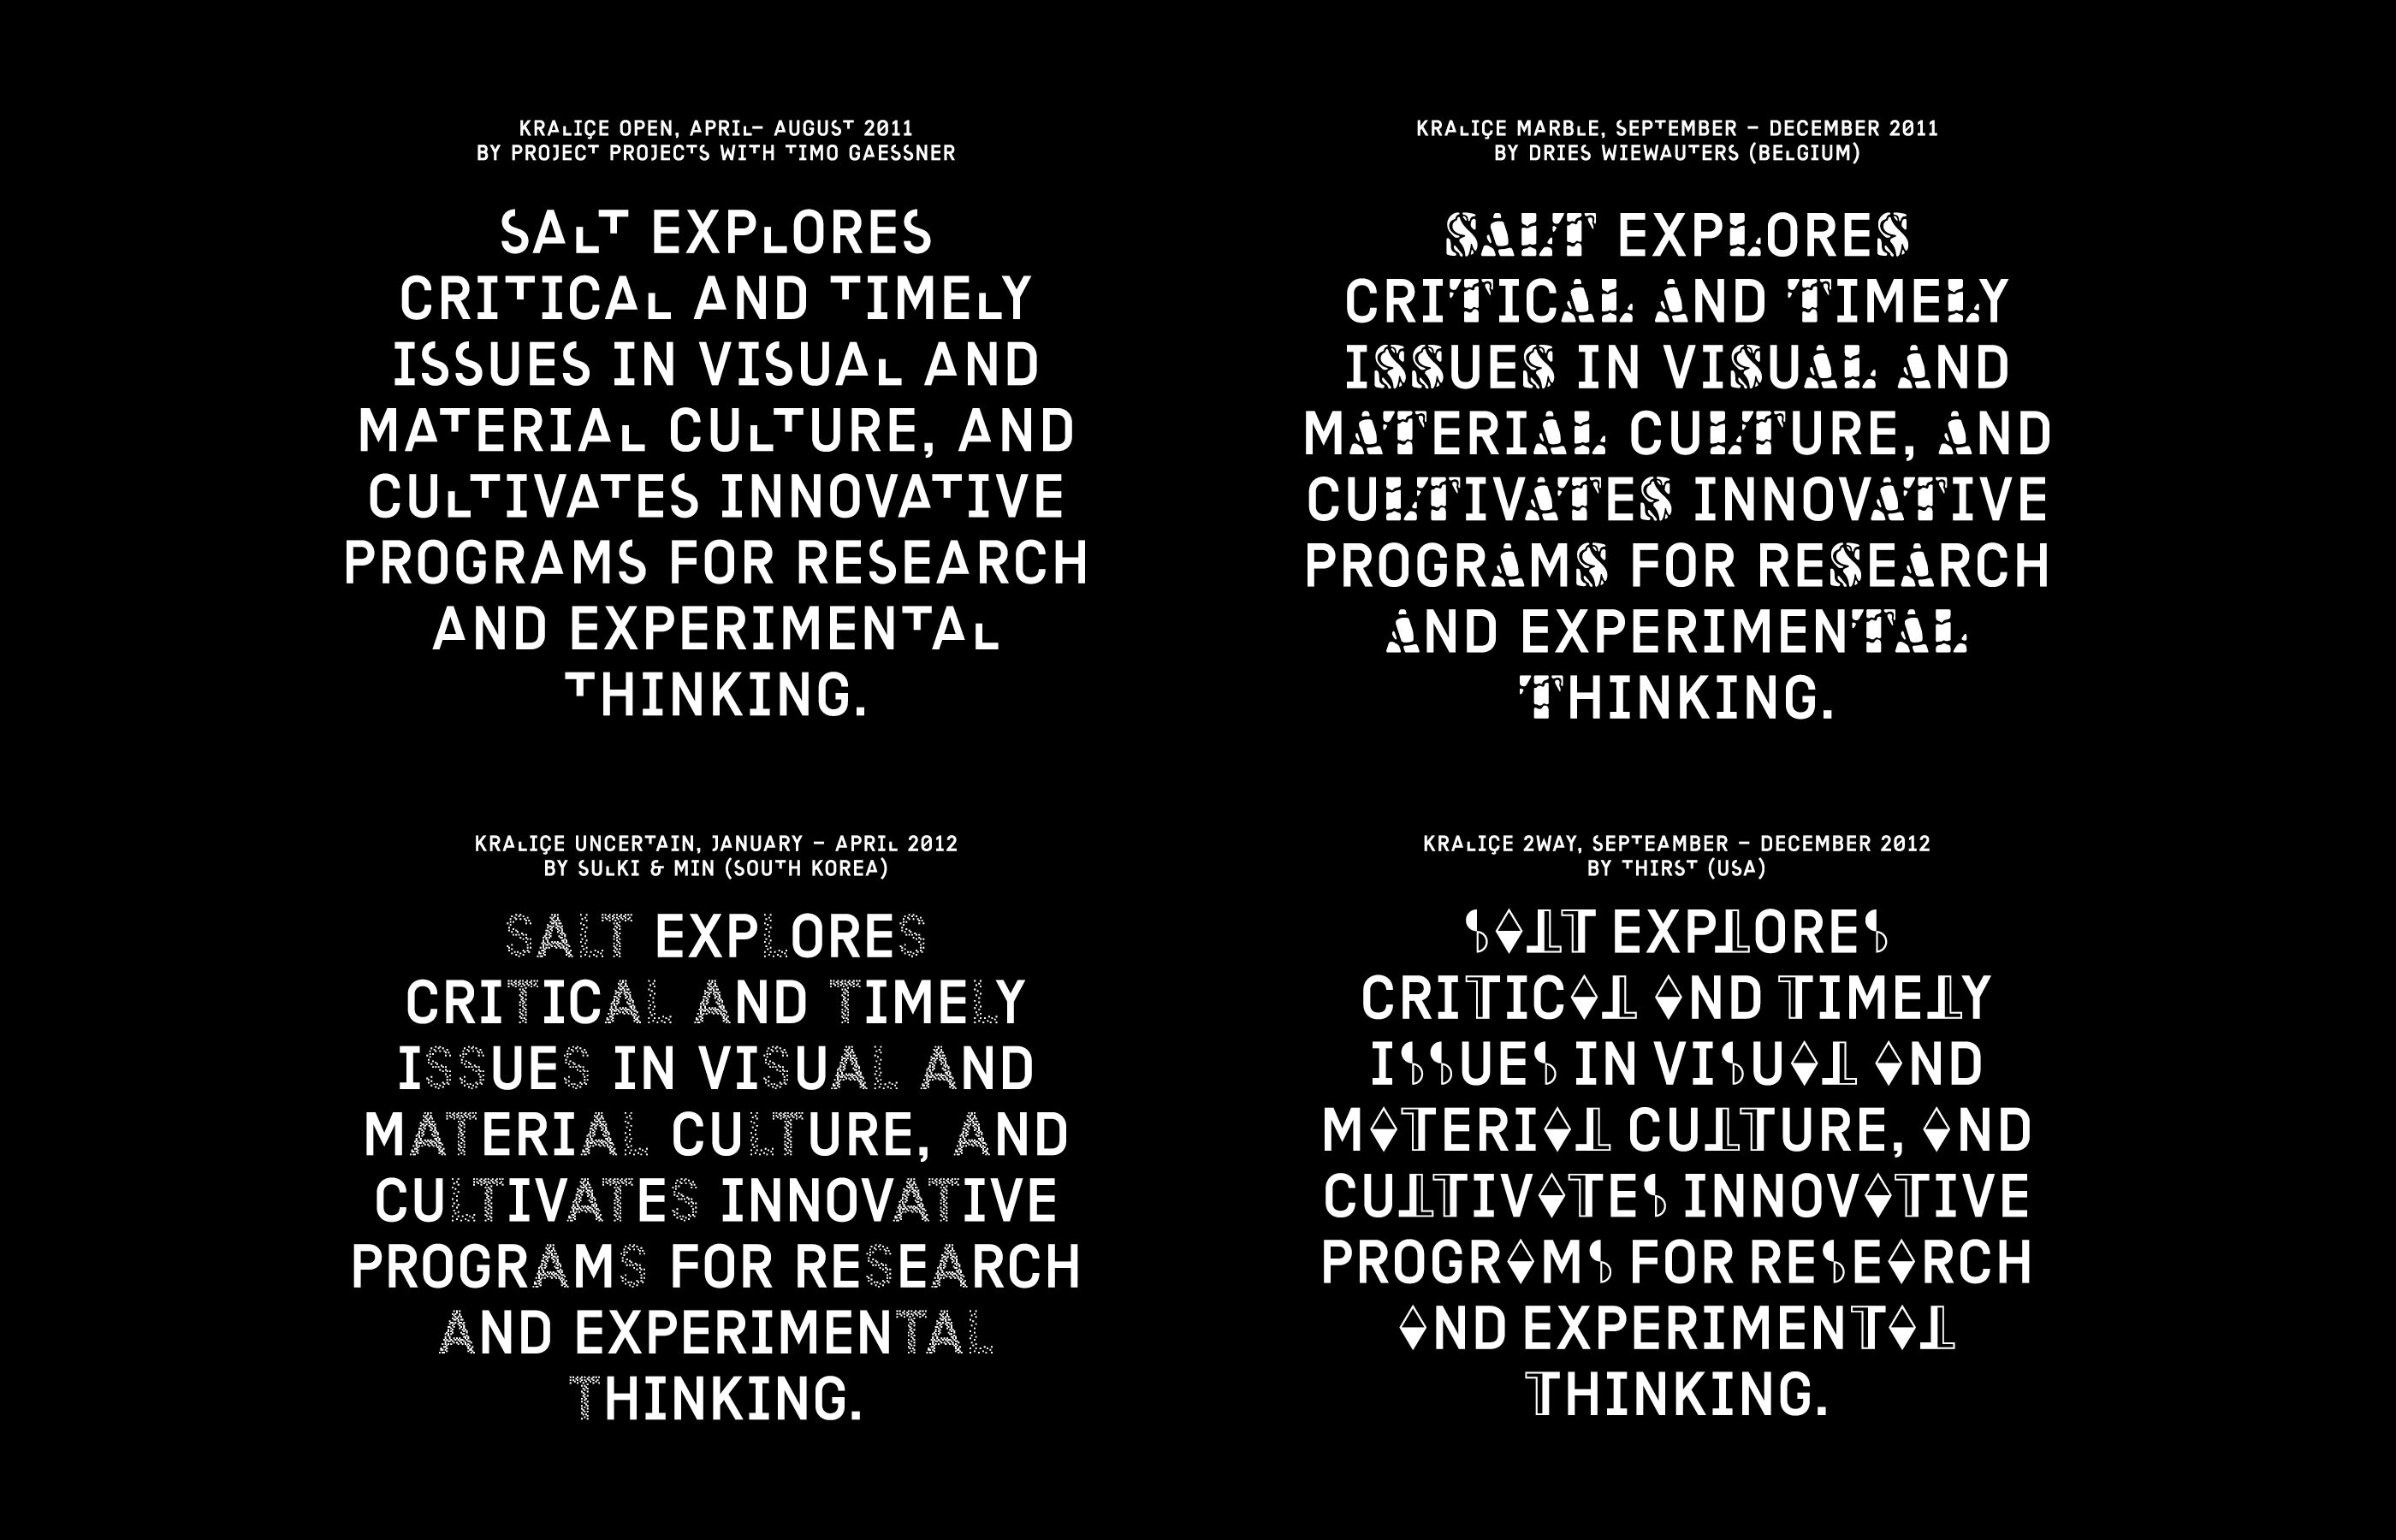 KRALIÇE OPEN, APRIL– AUGUST 2011
BY PROJECT PROJECTS WITH TIMO GAESSNER
SALT EXPLORES
CRITICAL AND TIMELY
ISSUES IN VISUAL AND
MATERIAL CULTURE, AND
CULTIVATES INNOVATIVE
PROGRAMS FOR RESEARCH
AND EXPERIMENTAL
THINKING.
KRALIÇE MARBLE, SEPTEMBER – DECEMBER 2011
BY DRIES WIEWAUTERS (BELGIUM)
SALT EXPLORES
CRITICAL AND TIMELY
ISSUES IN VISUAL AND
MATERIAL CULTURE, AND
CULTIVATES INNOVATIVE
PROGRAMS FOR RESEARCH
AND EXPERIMENTAL
THINKING.
KRALIÇE UNCERTAIN, JANUARY – APRIL 2012
BY SULKI & MIN (SOUTH KOREA)
SALT EXPLORES
CRITICAL AND TIMELY
ISSUES IN VISUAL AND
MATERIAL CULTURE, AND
CULTIVATES INNOVATIVE
PROGRAMS FOR RESEARCH
AND EXPERIMENTAL
THINKING.
KRALIÇE 2WAY, SEPTEAMBER – DECEMBER 2012
BY THIRST (USA)
SALT EXPLORES
CRITICAL AND TIMELY
ISSUES IN VISUAL AND
MATERIAL CULTURE, AND
CULTIVATES INNOVATIVE
PROGRAMS FOR RESEARCH
AND EXPERIMENTAL
THINKING.